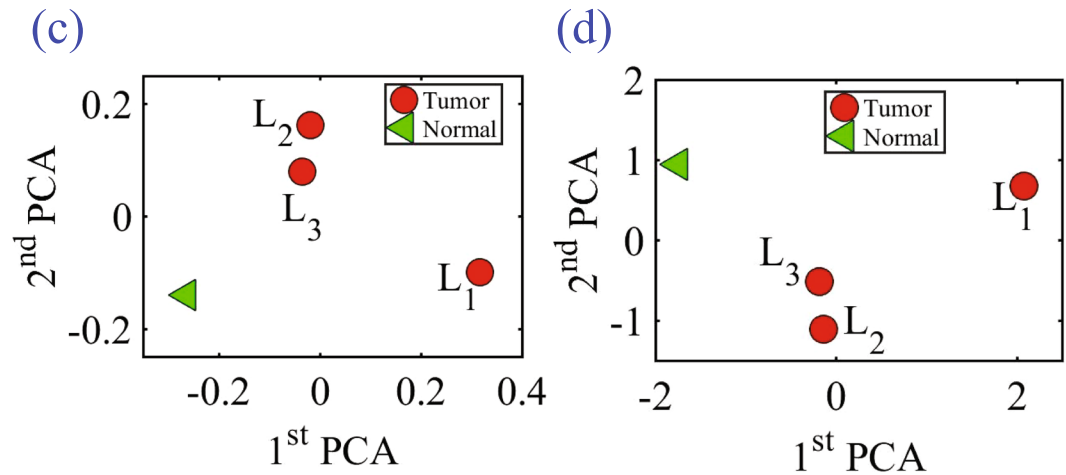 (c)
0.2
0
-0.2
2nd PCA
L2
L3
L1
Tumor
Normal
-0.2
0
0.2
0.4
1st PCA
(d)
2
1
0
-1
2nd PCA
Tumor
Normal
L1
L3
L2
-2
0
2
1st PCA